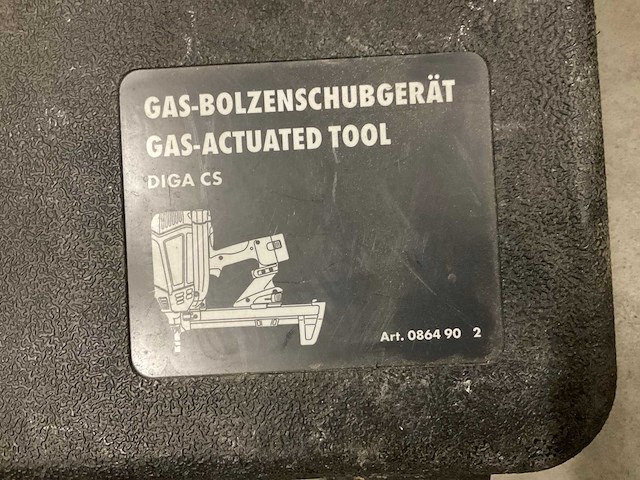 GAS-BOLZENSCHUBGERÄT
GAS-ACTUATED TOOL
DIGA CS
Art. 0864 90 2